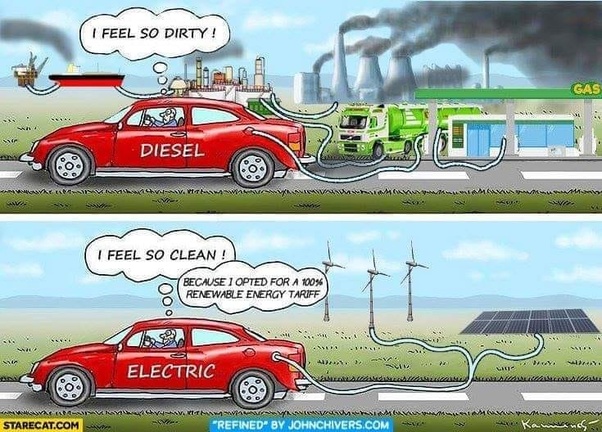 I FEEL SO DIRTY !
GAS
DIESEL
I FEEL SO CLEAN !
BECAUSE I OPTED FOR A 100%
RENEWABLE ENERGY TARIFF
ELECTRIC
STARECAT.COM
"REFINED" BY JOHNCHIVERS.COM